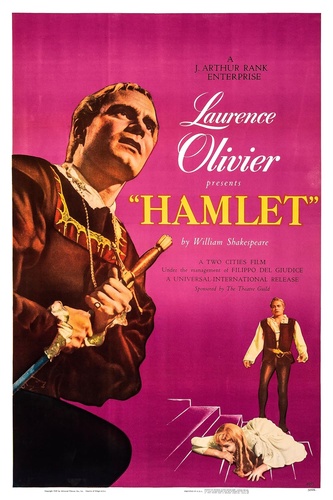 A
J. ARTHUR RANK
ENTERPRISE
Laurence
Olivier
presents
"HAMLET"
by William Shakespeare
A TWO CITIES FILM
Under the management of FILIPPO DEL GIUDICE
A UNIVERSAL-INTERNATIONAL RELEASE
Sponsored by The Theatre Guild